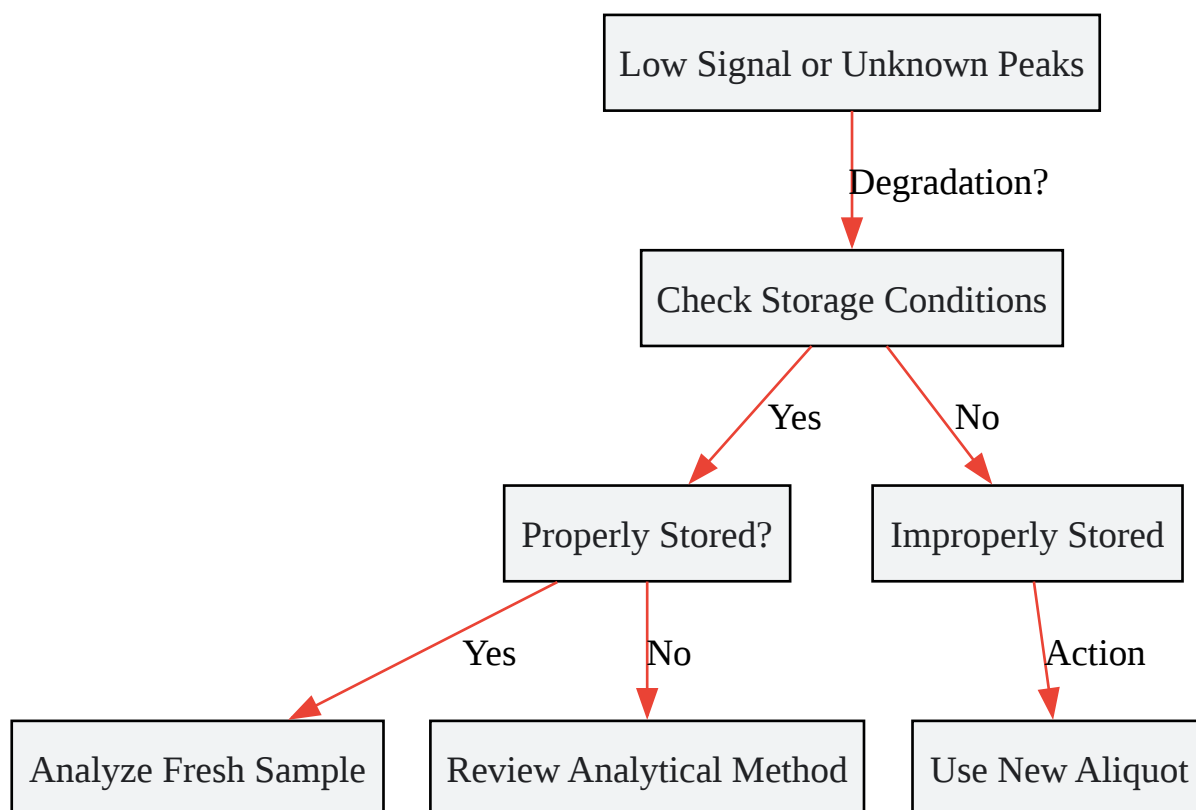 Low Signal or Unknown Peaks
Degradation?
Check Storage Conditions
Yes
No
Properly Stored?
Improperly Stored
Yes
No
Action
Analyze Fresh Sample
Review Analytical Method
Use New Aliquot